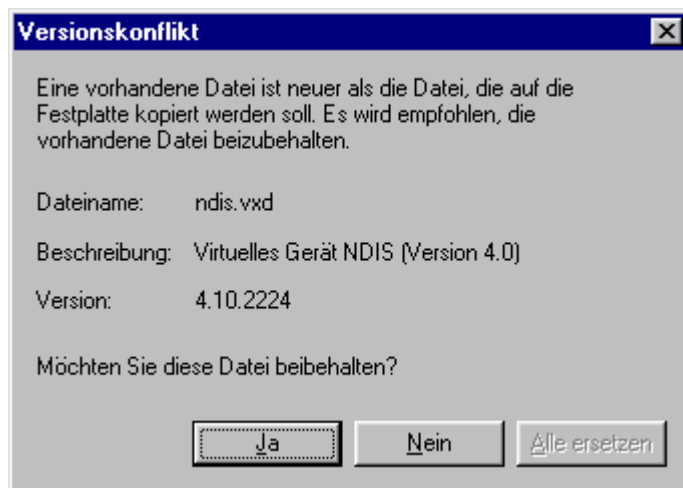 Versionskonflikt
Eine vorhandene Datei ist neuer als die Datei, die auf die
Festplatte kopiert werden soll. Es wird empfohlen, die
vorhandene Datei beizubehalten.
Dateiname: ndis.vxd
Beschreibung: Virtuelles Gerät NDIS (Version 4.0)
Version: 4.10.2224
Möchten Sie diese Datei beibehalten?
Ja Nein Alle ersetzen